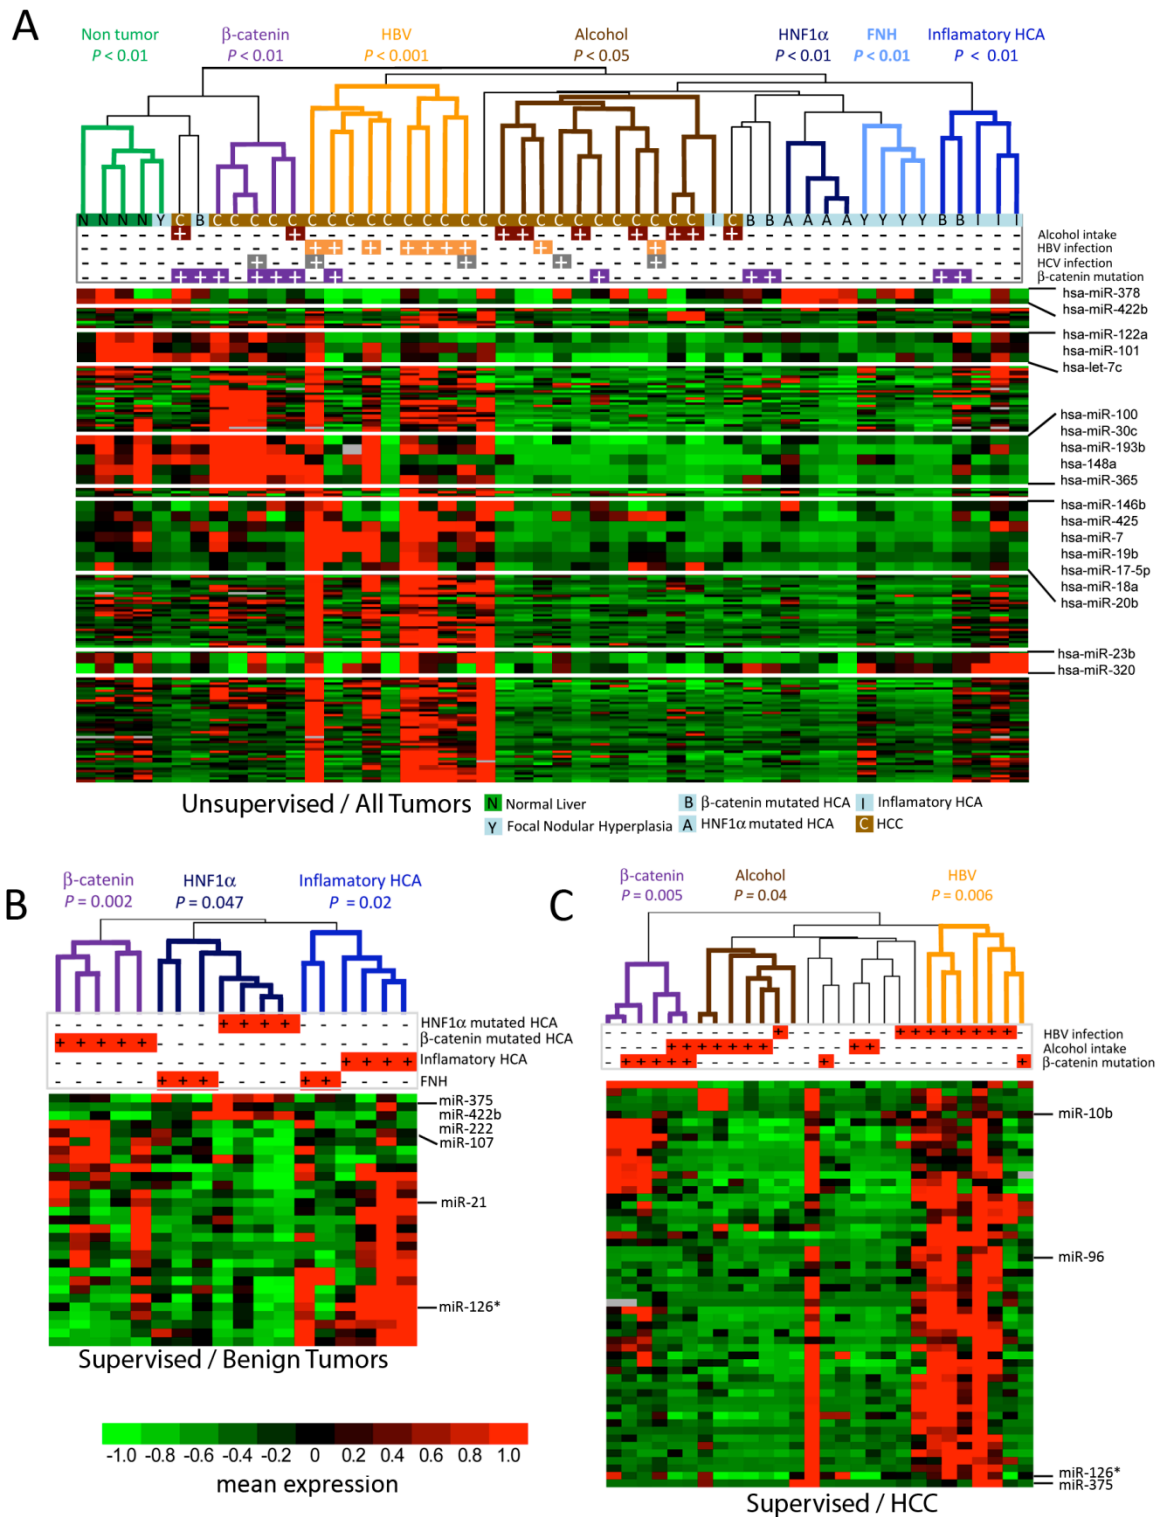 A
Non tumor
P < 0.01
β-catenin
P < 0.01
HBV
P < 0.001
Alcohol
P < 0.05
HNF1α
P < 0.01
FNH
P < 0.01
Inflamatory HCA
P < 0.01
N N N N Y C B C C C C C C C C C C C C C C C C C C C C C C C C C C I C B B A A A A Y Y Y Y B B I I I
Alcohol intake
HBV infection
HCV infection
β-catenin mutation
hsa-miR-378
hsa-miR-422b
hsa-miR-122a
hsa-miR-101
hsa-let-7c
hsa-miR-100
hsa-miR-30c
hsa-miR-193b
hsa-148a
hsa-miR-365
hsa-miR-146b
hsa-miR-425
hsa-miR-7
hsa-miR-19b
hsa-miR-17-5p
hsa-miR-18a
hsa-miR-20b
hsa-miR-23b
hsa-miR-320
Unsupervised / All Tumors
N Normal Liver
B β-catenin mutated HCA
I Inflamatory HCA
Y Focal Nodular Hyperplasia
A HNF1α mutated HCA
C HCC
B
β-catenin
P = 0.002
HNF1α
P = 0.047
Inflamatory HCA
P = 0.02
HNF1α mutated HCA
β-catenin mutated HCA
Inflamatory HCA
FNH
miR-375
miR-422b
miR-222
miR-107
miR-21
miR-126*
Supervised / Benign Tumors
-1.0 -0.8 -0.6 -0.4 -0.2 0 0.2 0.4 0.6 0.8 1.0
mean expression
C
β-catenin
P = 0.005
Alcohol
P = 0.04
HBV
P = 0.006
HBV infection
Alcohol intake
β-catenin mutation
miR-10b
miR-96
miR-126*
miR-375
Supervised / HCC